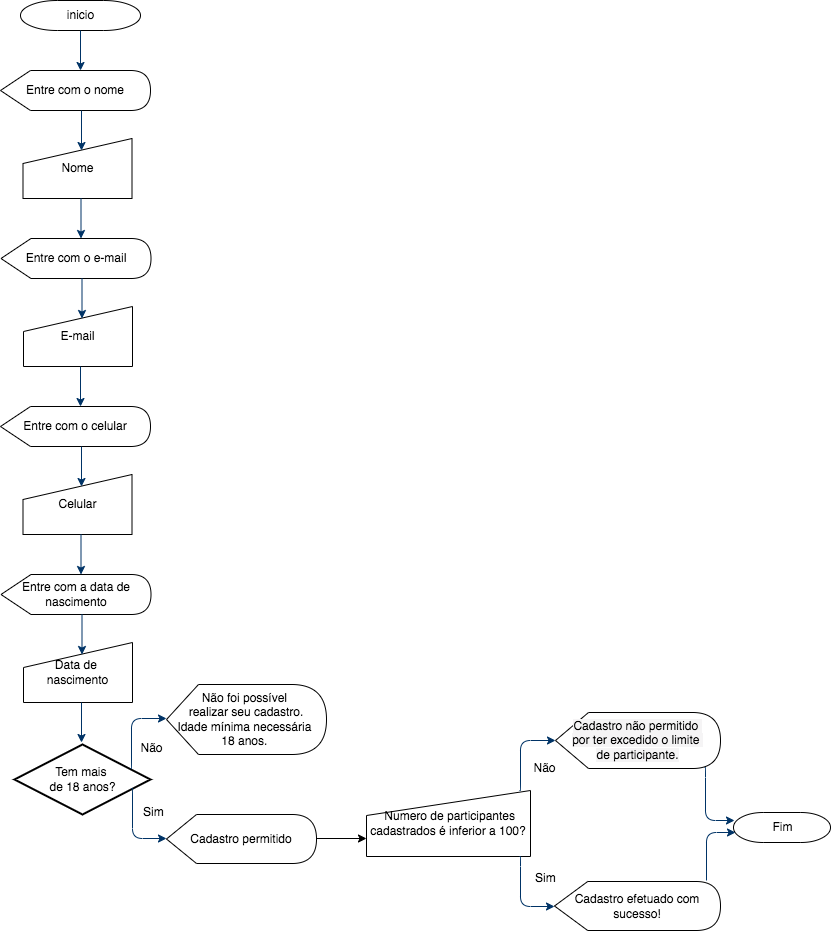 inicio
Entre com o nome
Nome
Entre com o e-mail
E-mail
Entre com o celular
Celular
Entre com a data de
nascimento
Data de
nascimento
Tem mais
de 18 anos?
Não
Não foi possível
realizar seu cadastro.
Idade mínima necessária
18 anos.
Sim
Cadastro permitido
Número de participantes
cadastrados é inferior a 100?
Não
Cadastro não permitido
por ter excedido o limite
de participante.
Sim
Cadastro efetuado com
sucesso!
Fim